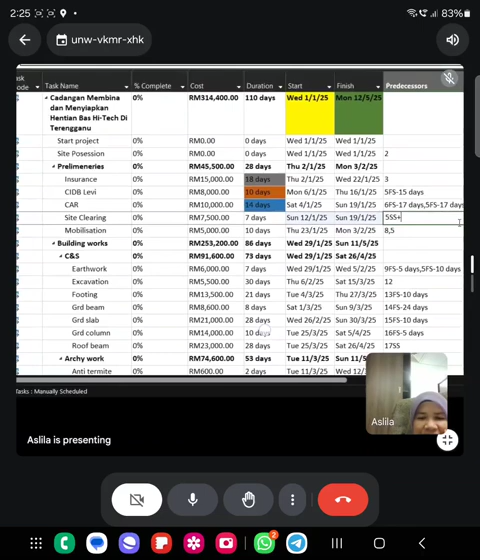 2:25 83%
unw-vkmr-xhk
Task Mode Task Name % Complete Cost Duration Start Finish Predecessors
Cadangan Membina dan Menyiapkan Hentian Bas Hi-Tech Di Terengganu 0% RM314,400.00 110 days Wed 1/1/25 Mon 12/5/25
Start project 0% RM0.00 0 days Wed 1/1/25 Wed 1/1/25
Site Posession 0% RM0.00 0 days Wed 1/1/25 Wed 1/1/25 2
Prelimeneries 0% RM45,500.00 28 days Thu 2/1/25 Mon 3/2/25
Insurance 0% RM15,000.00 18 days Thu 2/1/25 Wed 22/1/25 3
CIDB Levi 0% RM8,000.00 10 days Mon 6/1/25 Thu 16/1/25 5FS-15 days
CAR 0% RM10,000.00 14 days Sat 4/1/25 Sun 19/1/25 6FS-17 days,5FS-17 days
Site Clearing 0% RM7,500.00 7 days Sun 12/1/25 Sun 19/1/25 5SS+
Mobilisation 0% RM5,000.00 10 days Thu 23/1/25 Mon 3/2/25 8,5
Building works 0% RM253,200.00 86 days Wed 29/1/25 Sun 11/5/25
C&S 0% RM91,600.00 73 days Wed 29/1/25 Sat 26/4/25
Earthwork 0% RM6,000.00 7 days Wed 29/1/25 Wed 5/2/25 9FS-5 days,5FS-10 days
Excavation 0% RM5,500.00 30 days Thu 6/2/25 Sat 15/3/25 12
Footing 0% RM13,500.00 21 days Tue 4/3/25 Thu 27/3/25 13FS-10 days
Grd beam 0% RM8,600.00 8 days Sat 1/3/25 Sun 9/3/25 14FS-24 days
Grd slab 0% RM21,000.00 28 days Wed 26/2/25 Sun 30/3/25 15FS-10 days
Grd column 0% RM14,000.00 10 days Tue 25/3/25 Sat 5/4/25 16FS-5 days
Roof beam 0% RM23,000.00 28 days Tue 25/3/25 Sat 26/4/25 17SS
Archy work 0% RM74,600.00 53 days Tue 11/3/25 Sun 11/5/25
Anti termite 0% RM600.00 2 days Tue 11/3/25 Wed 12/
Tasks : Manually Scheduled
Aslila
Aslila is presenting
2